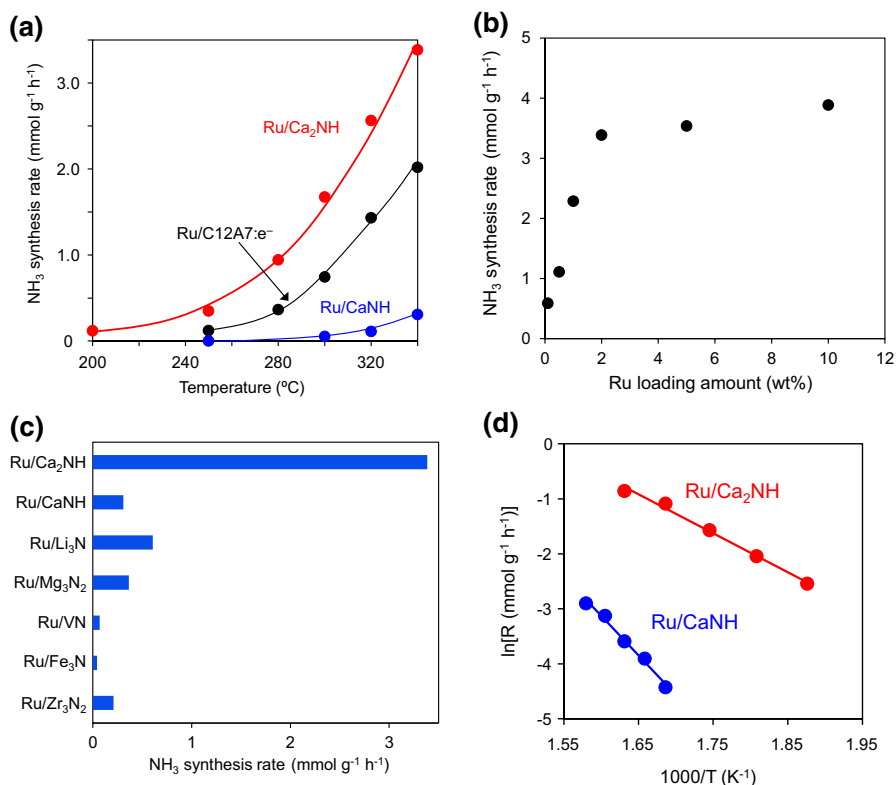 (a)
NH₃ synthesis rate (mmol g⁻¹ h⁻¹)
3.0
2.0
1.0
0
Ru/Ca₂NH
Ru/C12A7:e⁻
Ru/CaNH
200
240
280
320
Temperature (ºC)
(b)
NH₃ synthesis rate (mmol g⁻¹ h⁻¹)
5
4
3
2
1
0
0
2
4
6
8
10
12
Ru loading amount (wt%)
(c)
Ru/Ca₂NH
Ru/CaNH
Ru/Li₃N
Ru/Mg₃N₂
Ru/VN
Ru/Fe₃N
Ru/Zr₃N₂
0
1
2
3
NH₃ synthesis rate (mmol g⁻¹ h⁻¹)
(d)
ln[R (mmol g⁻¹ h⁻¹)]
0
-1
-2
-3
-4
-5
Ru/Ca₂NH
Ru/CaNH
1.55
1.65
1.75
1.85
1.95
1000/T (K⁻¹)